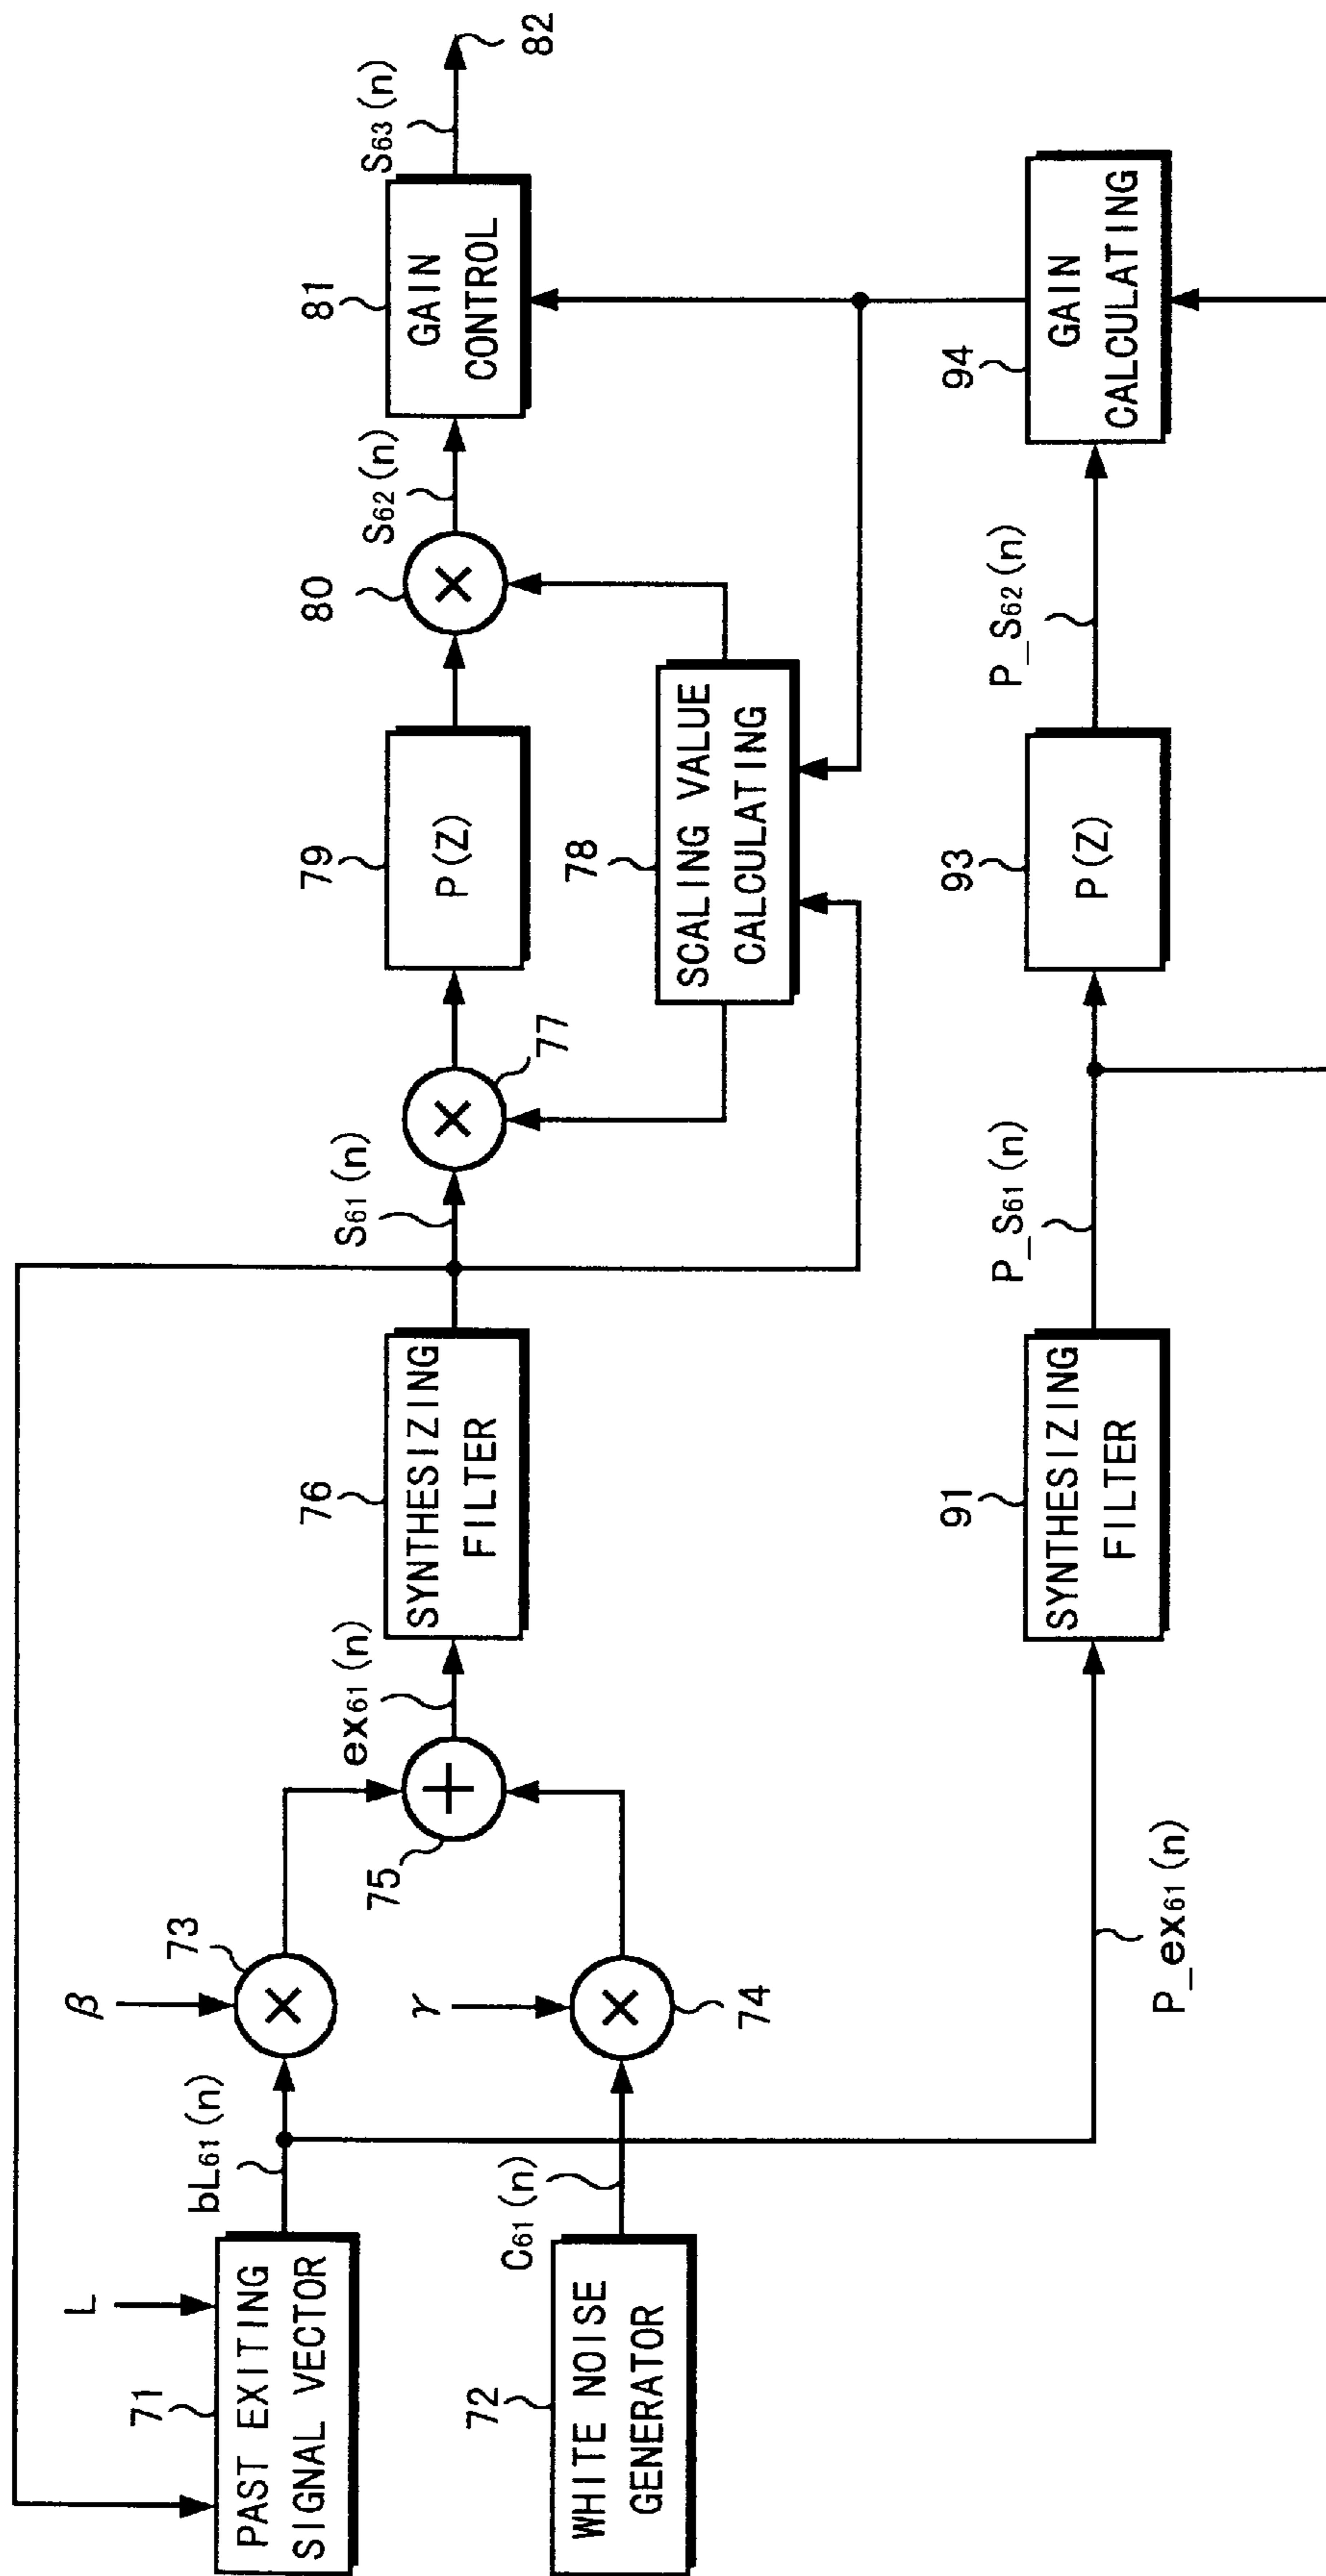 L
71
PAST EXITING
SIGNAL VECTOR
bL61(n)
β
73
72
WHITE NOISE
GENERATOR
C61(n)
γ
74
75
ex61(n)
76
SYNTHESIZING
FILTER
S61(n)
77
78
SCALING VALUE
CALCULATING
79
P(Z)
80
S62(n)
81
GAIN
CONTROL
S63(n)
82
P_ex61(n)
91
SYNTHESIZING
FILTER
P_S61(n)
93
P(Z)
P_S62(n)
94
GAIN
CALCULATING